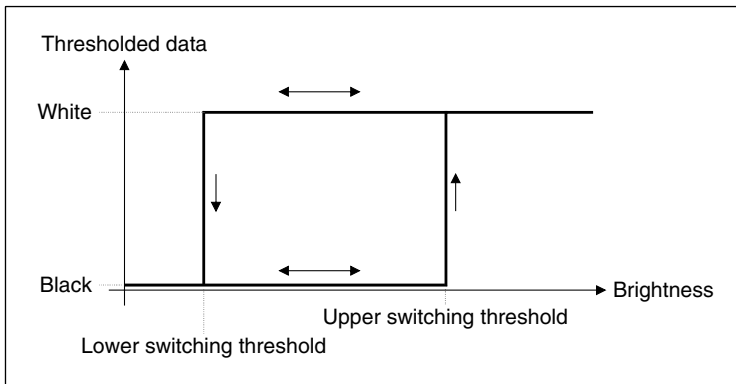 Thresholded data
White
Black
Brightness
Upper switching threshold
Lower switching threshold